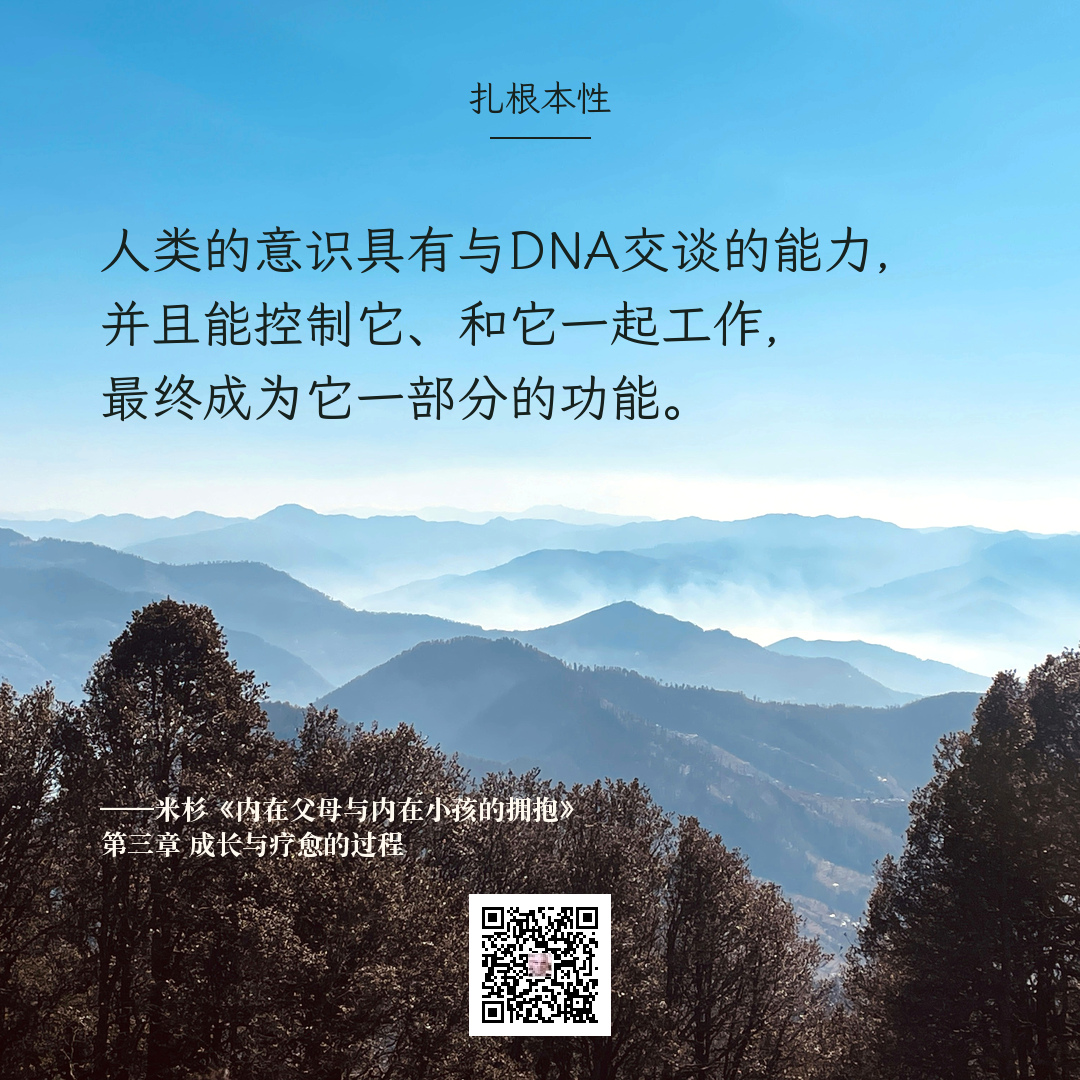 扎根本性
人类的意识具有与DNA交谈的能力,
并且能控制它、和它一起工作,
最终成为它一部分的功能。
——米杉《内在父母与内在小孩的拥抱》
第三章 成长与疗愈的过程